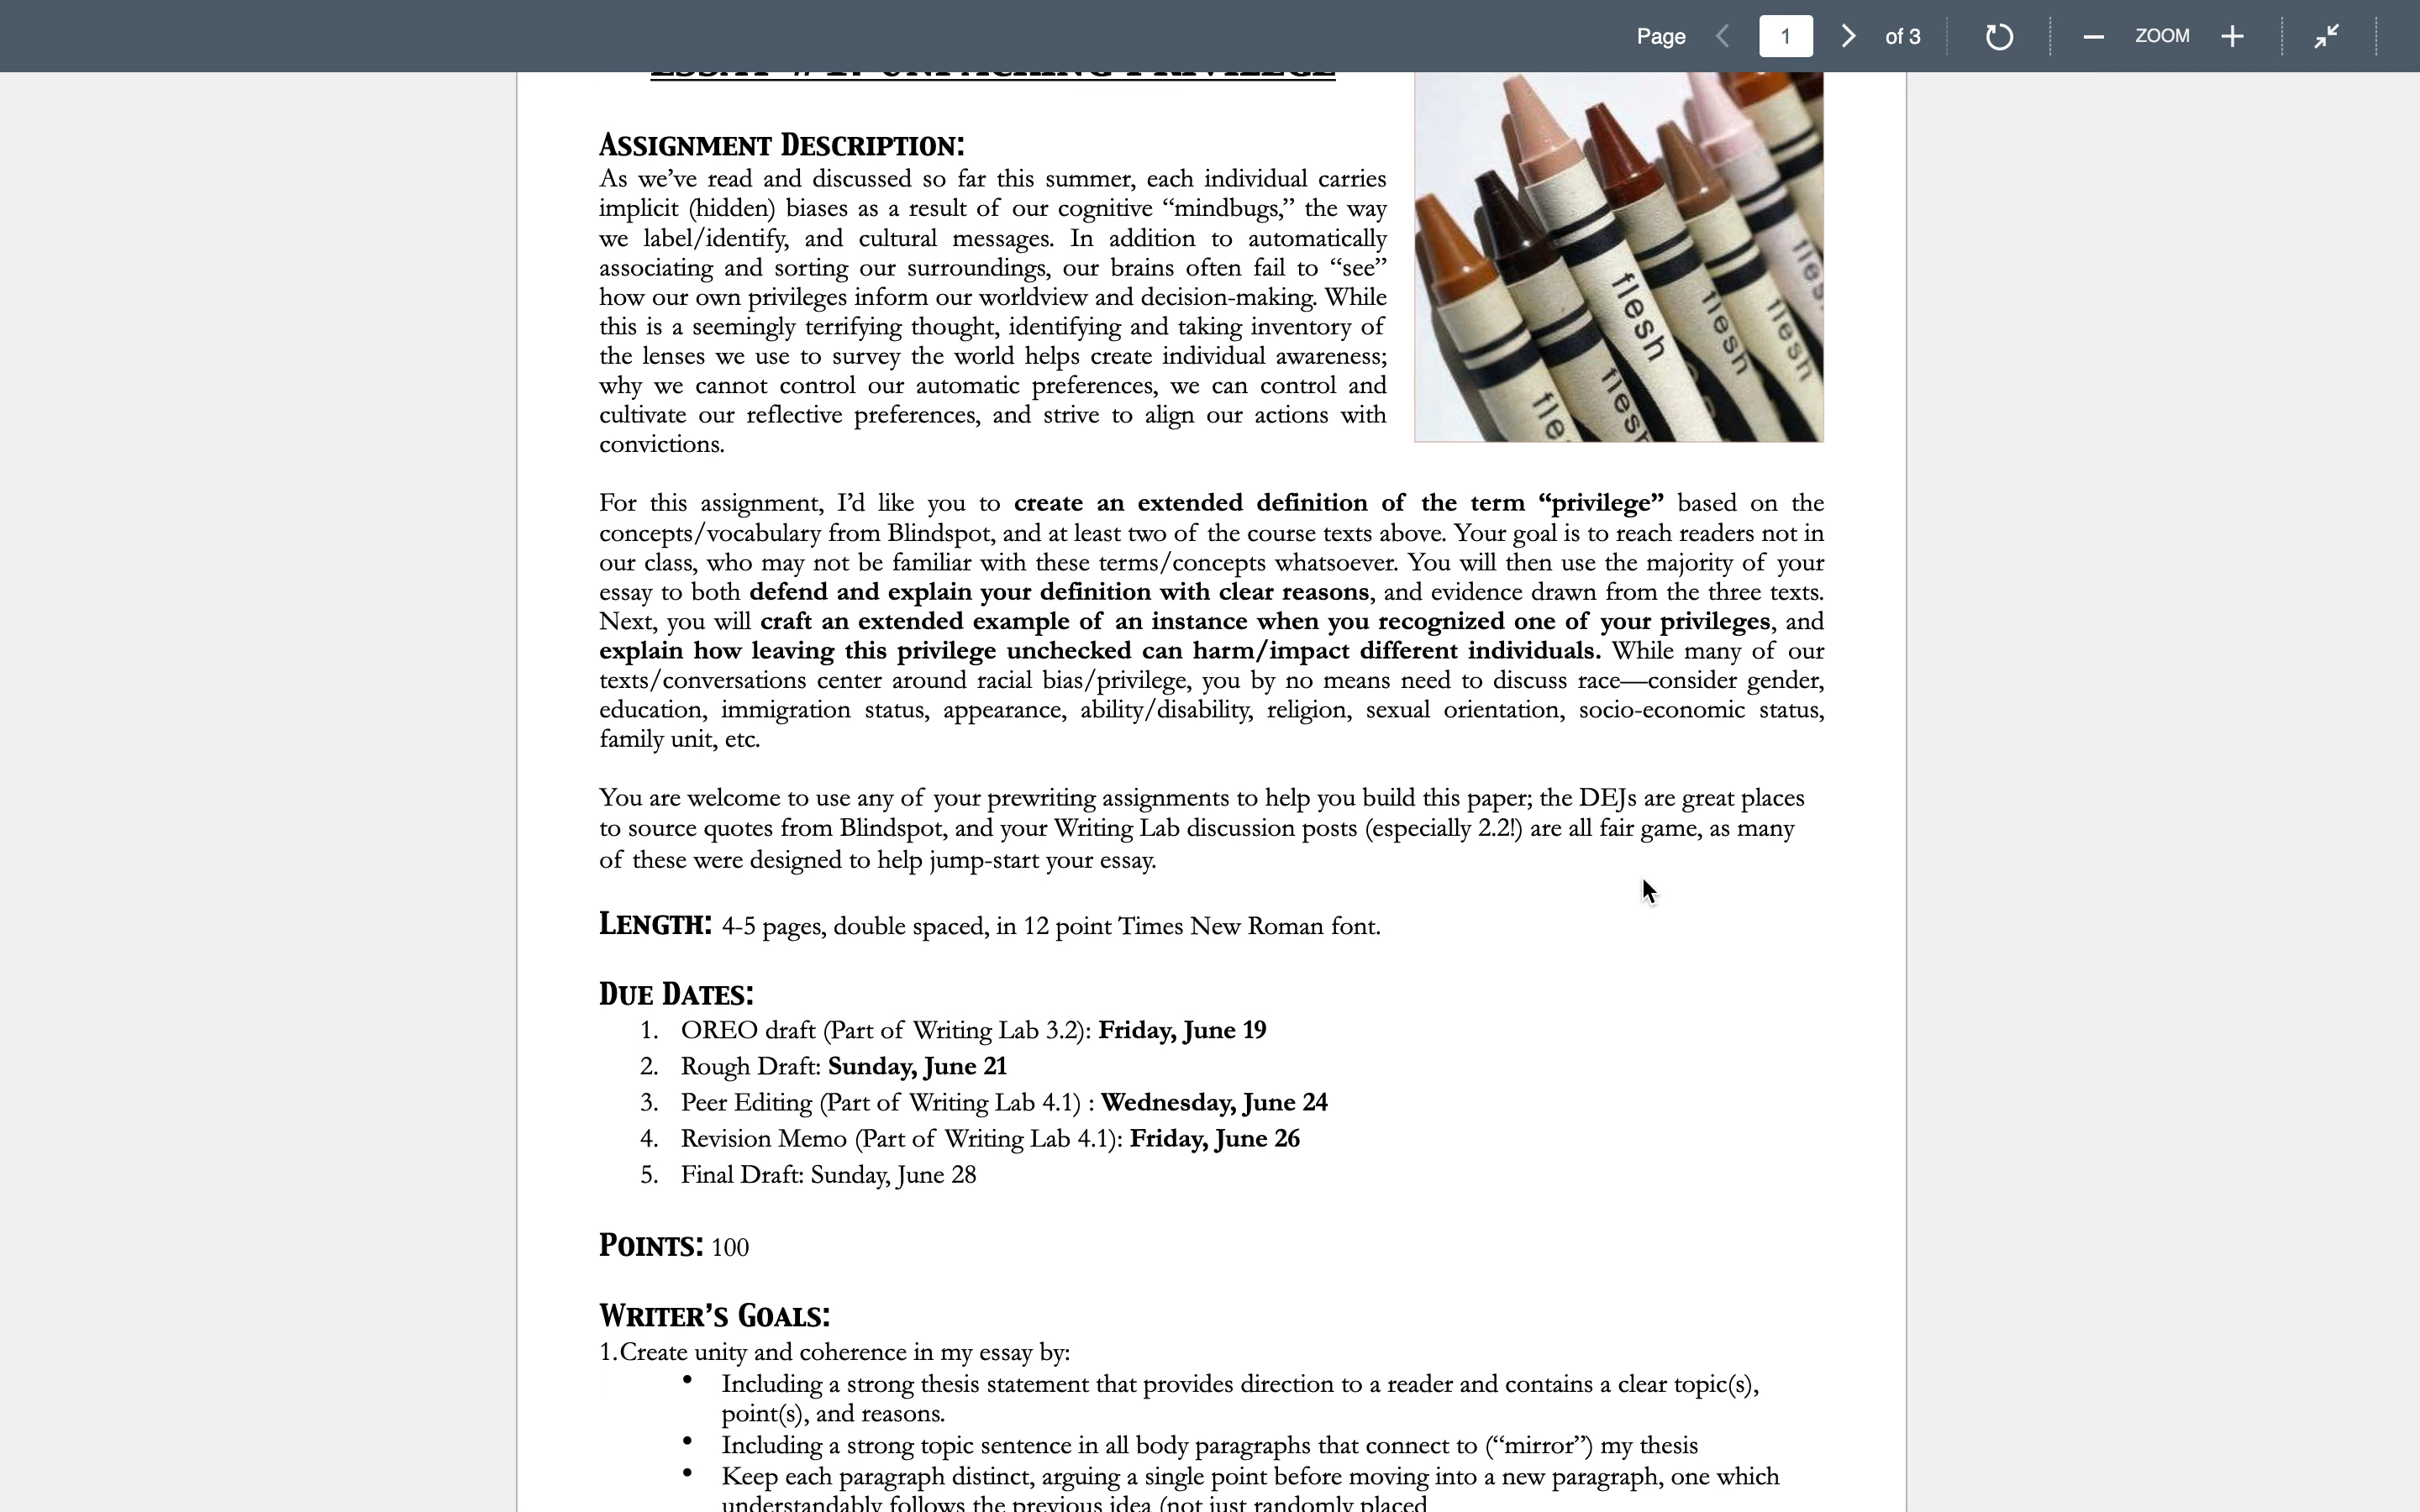 Page 1 of 3 ZOOM
ESSAY #1: UNPACKING PRIVILEGE
ASSIGNMENT DESCRIPTION:
As we’ve read and discussed so far this summer, each individual carries
implicit (hidden) biases as a result of our cognitive “mindbugs,” the way
we label/identify, and cultural messages. In addition to automatically
associating and sorting our surroundings, our brains often fail to “see”
how our own privileges inform our worldview and decision-making. While
this is a seemingly terrifying thought, identifying and taking inventory of
the lenses we use to survey the world helps create individual awareness;
why we cannot control our automatic preferences, we can control and
cultivate our reflective preferences, and strive to align our actions with
convictions.
fle
flesh
flesh
flesh
flesh
fles
For this assignment, I’d like you to create an extended definition of the term “privilege” based on the
concepts/vocabulary from Blindspot, and at least two of the course texts above. Your goal is to reach readers not in
our class, who may not be familiar with these terms/concepts whatsoever. You will then use the majority of your
essay to both defend and explain your definition with clear reasons, and evidence drawn from the three texts.
Next, you will craft an extended example of an instance when you recognized one of your privileges, and
explain how leaving this privilege unchecked can harm/impact different individuals. While many of our
texts/conversations center around racial bias/privilege, you by no means need to discuss race—consider gender,
education, immigration status, appearance, ability/disability, religion, sexual orientation, socio-economic status,
family unit, etc.
You are welcome to use any of your prewriting assignments to help you build this paper; the DEJs are great places
to source quotes from Blindspot, and your Writing Lab discussion posts (especially 2.2!) are all fair game, as many
of these were designed to help jump-start your essay.
LENGTH: 4-5 pages, double spaced, in 12 point Times New Roman font.
DUE DATES:
1. OREO draft (Part of Writing Lab 3.2): Friday, June 19
2. Rough Draft: Sunday, June 21
3. Peer Editing (Part of Writing Lab 4.1) : Wednesday, June 24
4. Revision Memo (Part of Writing Lab 4.1): Friday, June 26
5. Final Draft: Sunday, June 28
POINTS: 100
WRITER’S GOALS:
1.Create unity and coherence in my essay by:
• Including a strong thesis statement that provides direction to a reader and contains a clear topic(s),
point(s), and reasons.
• Including a strong topic sentence in all body paragraphs that connect to (“mirror”) my thesis
• Keep each paragraph distinct, arguing a single point before moving into a new paragraph, one which
understandably follows the previous idea (not just randomly placed